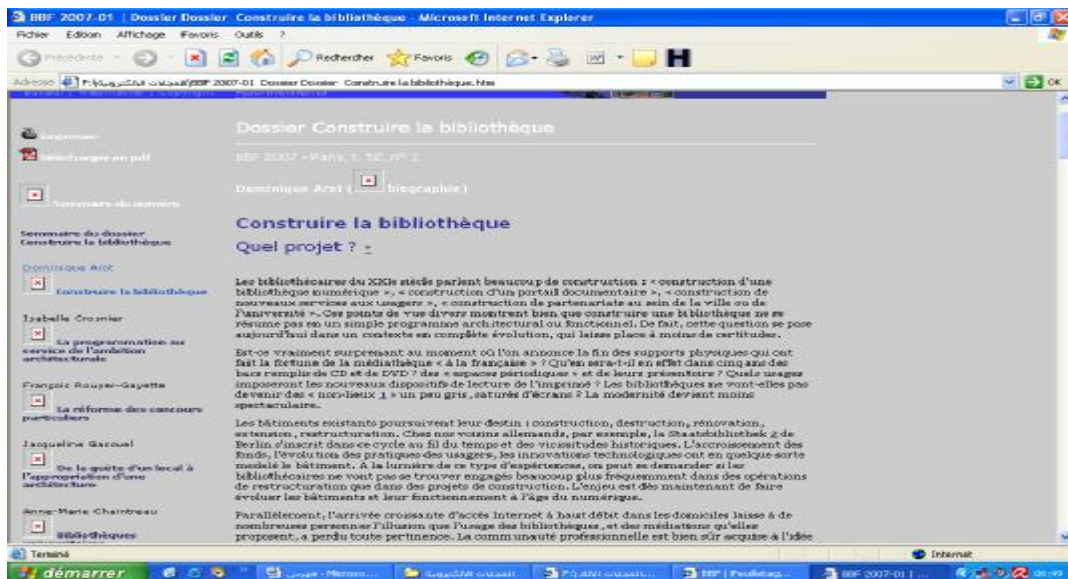 BBF 2007-01 | Dossier Dossier Construire la bibliothèque - Microsoft Internet Explorer
Fichier Edition Affichage Favoris Outils ?
Précédente Rechercher Favoris
Adresse BBF 2007-01 Dossier Dossier Construire la bibliothèque.htm OK
Dossier Construire la bibliothèque
Imprimer
Télécharger en pdf
BBF 2007 - Paris, t. 52, n° 1
Dominique Arot (biographie)
Sommaire du numéro
Construire la bibliothèque
Quel projet ?
Sommaire du dossier
Construire la bibliothèque
Dominique Arot
Construire la bibliothèque
Isabelle Crosnier
La programmation au
service de l'ambition
architecturale
François Rouyer-Gayette
La réforme des concours
particuliers
Jacqueline Gascuel
De la quête d'un local à
l'appropriation d'une
architecture
Anne-Marie Chaintreau
Bibliothèques
Les bibliothécaires du XXIe siècle parlent beaucoup de construction : « construction d'une
bibliothèque numérique », « construction d'un portail documentaire », « construction de
nouveaux services aux usagers », « construction de partenariats au sein de la ville ou de
l'université ». Ces points de vue divers montrent bien que construire une bibliothèque ne se
résume pas en un simple programme architectural ou fonctionnel. De fait, cette question se pose
aujourd'hui dans un contexte en complète évolution, qui laisse place à moins de certitudes.
Est-ce vraiment surprenant au moment où l'on annonce la fin des supports physiques qui ont
fait la fortune de la médiathèque « à la française » ? Qu'en sera-t-il en effet dans cinq ans des
bacs remplis de CD et de DVD ? des « espaces périodiques » et de leurs présentoirs ? Quels usages
imposeront les nouveaux dispositifs de lecture de l'imprimé ? Les bibliothèques ne vont-elles pas
devenir des « non-lieux 1 » un peu gris, saturés d'écrans ? La modernité devient moins
spectaculaire.
Les bâtiments existants poursuivent leur destin : construction, destruction, rénovation,
extension, restructuration. Chez nos voisins allemands, par exemple, la Staatsbibliothek 2 de
Berlin s'inscrit dans ce cycle au fil du temps et des vicissitudes historiques. L'accroissement des
fonds, l'évolution des pratiques des usagers, les innovations technologiques ont en quelque sorte
modelé le bâtiment. À la lumière de ce type d'expériences, on peut se demander si les
bibliothécaires ne vont pas se trouver engagés beaucoup plus fréquemment dans des opérations
de restructuration que dans des projets de construction. L'enjeu est dès maintenant de faire
évoluer les bâtiments et leur fonctionnement à l'âge du numérique.
Parallèlement, l'arrivée croissante d'accès Internet à haut débit dans les domiciles laisse à de
nombreuses personnes l'illusion que l'usage des bibliothèques, et des médiations qu'elles
proposent, a perdu toute pertinence. La communauté professionnelle est bien sûr acquise à l'idée
Terminé Internet
démarrer BBF | Feuilletag... BBF 2007-01 | ...